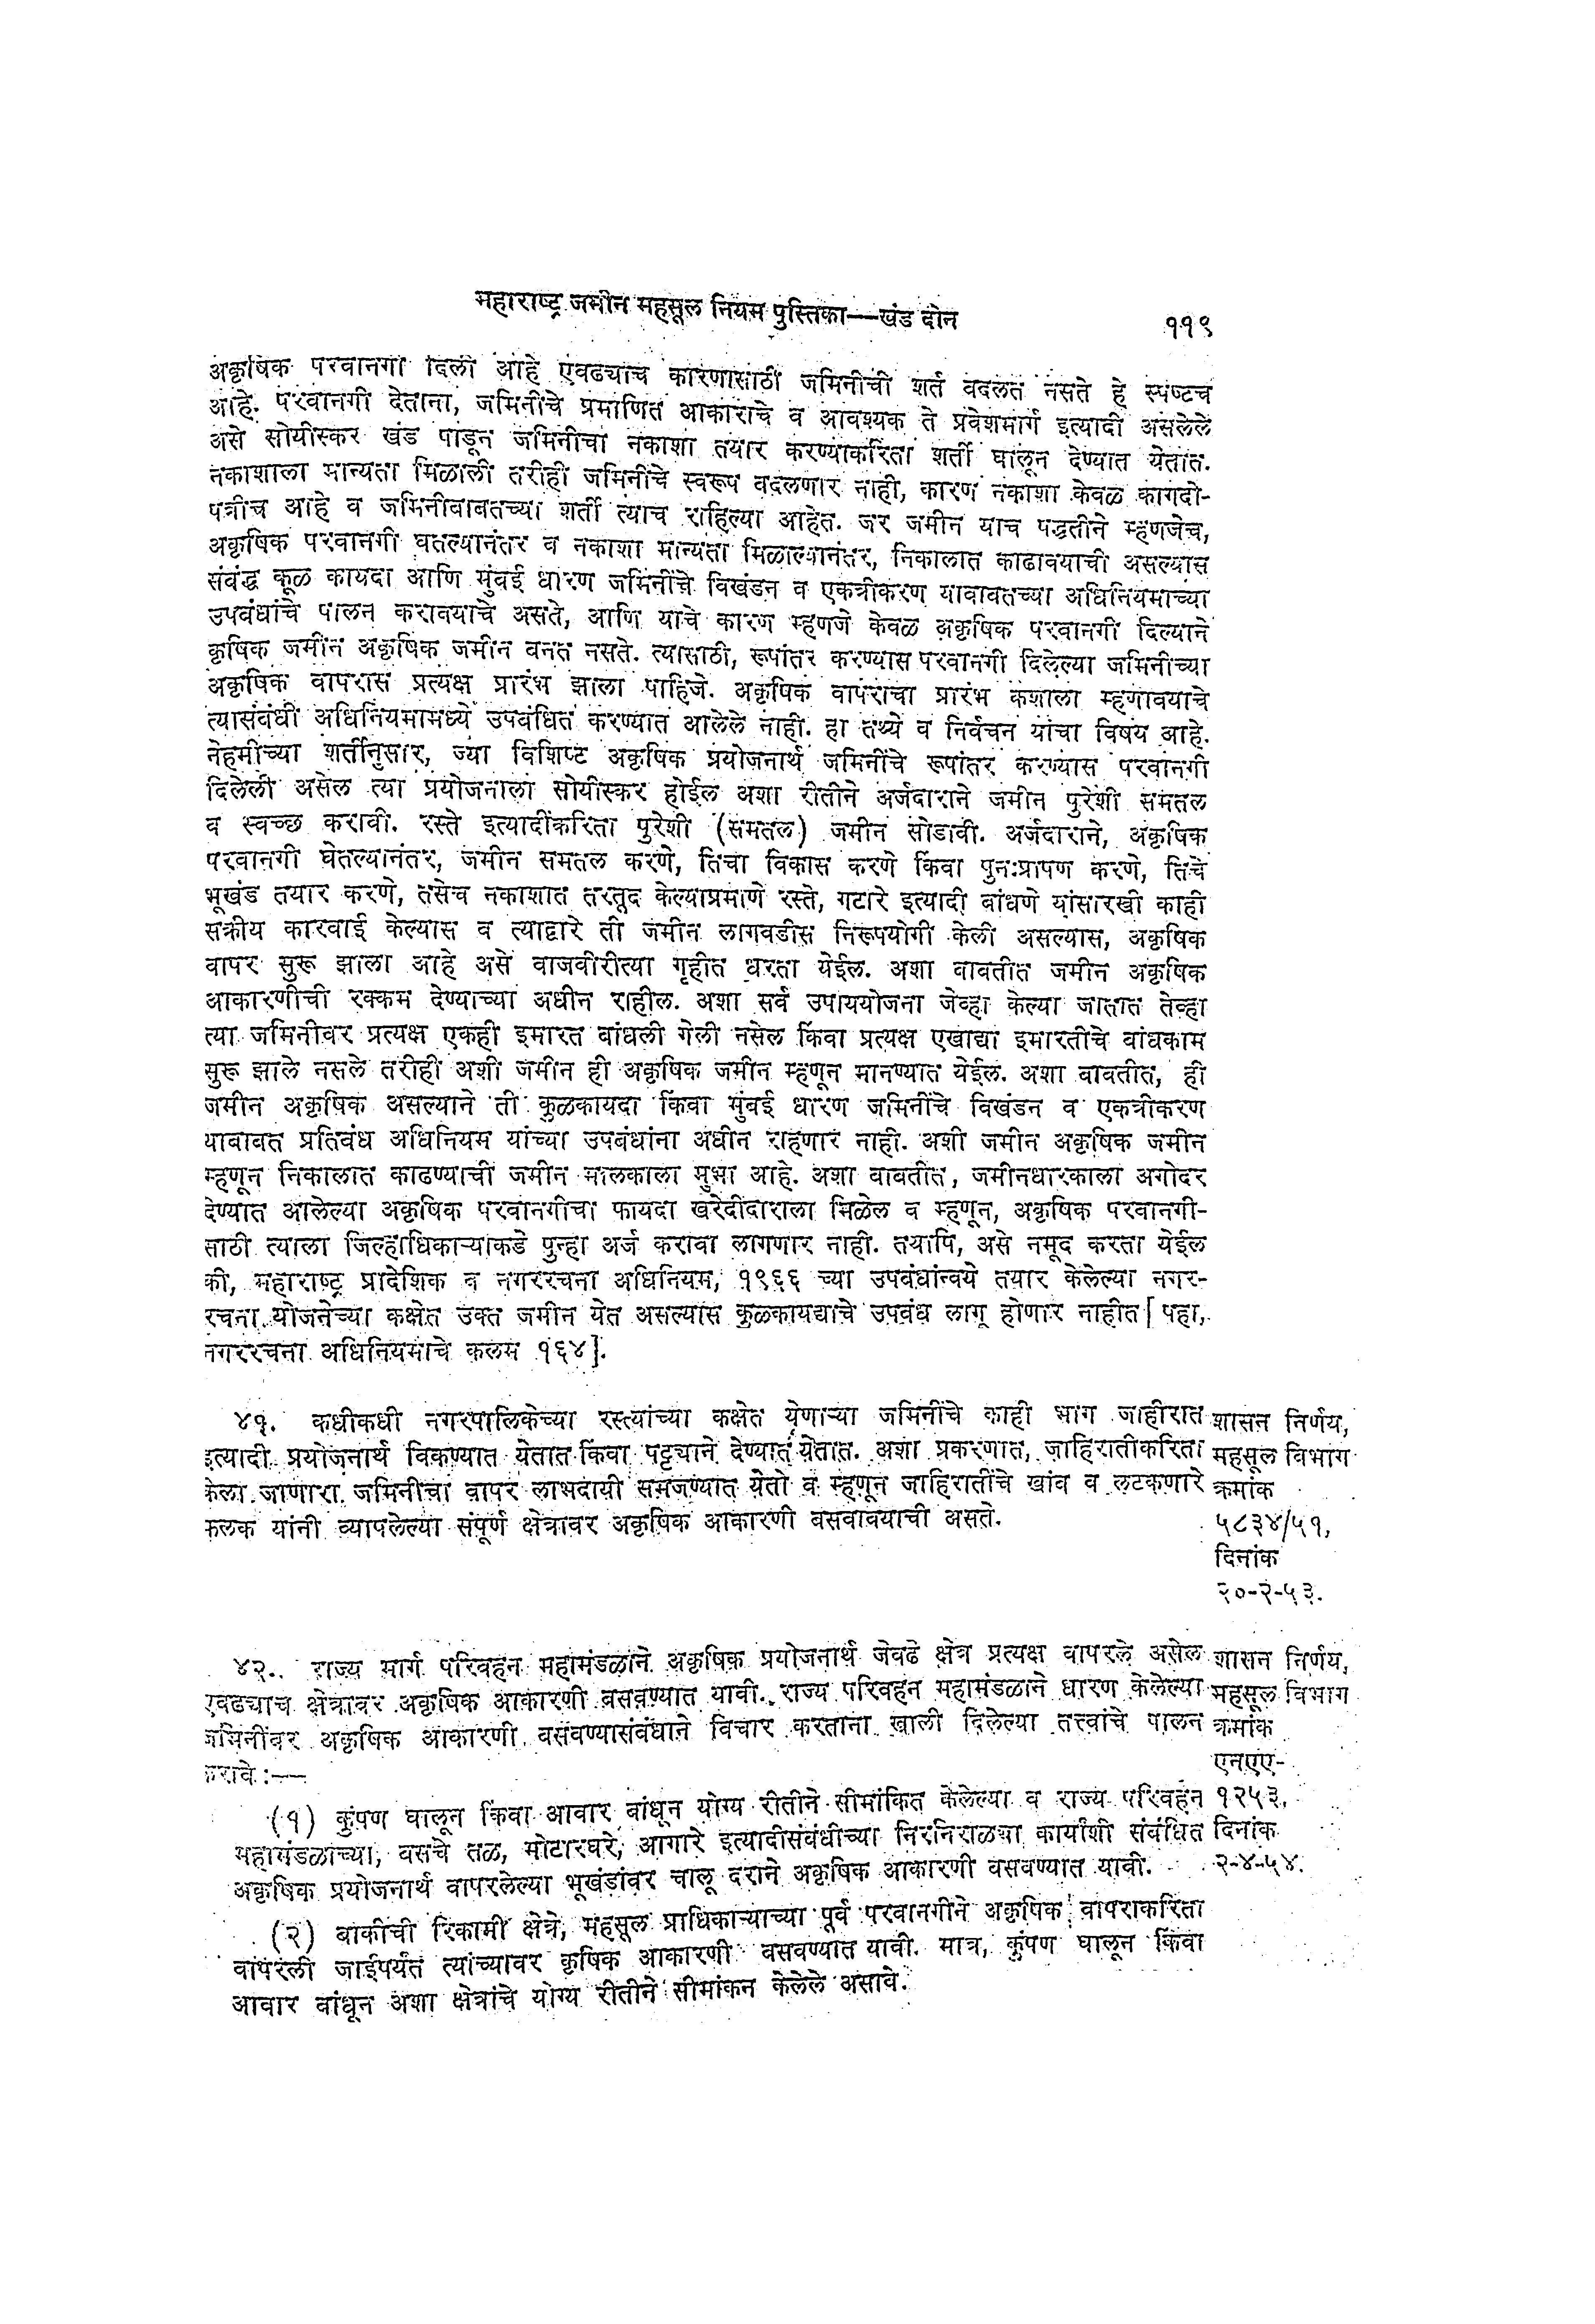 महाराष्ट्र जमीन महसूल नियम पुस्तिका—खंड दोन
११९
अकृषिक परवानगी दिली आहे एवढ्याच कारणासाठी जमिनीची शर्त बदलत नसते हे स्पष्टच
आहे. परवानगी देताना, जमिनीचे प्रमाणित आकाराचे व आवश्यक ते प्रवेशमार्ग इत्यादी असलेले
असे सोयीस्कर खंड पाडून जमिनीचा नकाशा तयार करण्याकरिता शर्ती घालून देण्यात येतात.
नकाशाला मान्यता मिळाली तरीही जमिनीचे स्वरूप बदलणार नाही, कारण नकाशा केवळ कागदो-
पत्रीच आहे व जमिनीबाबतच्या शर्ती त्याच राहिल्या आहेत. जर जमीन याच पद्धतीने म्हणजेच,
अकृषिक परवानगी घेतल्यानंतर व नकाशा मान्यता मिळाल्यानंतर, निकालात काढावयाची असल्यास
संबंद्ध कूळ कायदा आणि मुंबई धारण जमिनींचे विखंडन व एकत्रीकरण याबाबतच्या अधिनियमाच्या
उपबंधांचे पालन करावयाचे असते, आणि याचे कारण म्हणजे केवळ अकृषिक परवानगी दिल्याने
कृषिक जमीन अकृषिक जमीन बनत नसते. त्यासाठी, रूपांतर करण्यास परवानगी दिलेल्या जमिनीच्या
अकृषिक वापरास प्रत्यक्ष प्रारंभ झाला पाहिजे. अकृषिक वापराचा प्रारंभ कशाला म्हणावयाचे
त्यासंबंधी अधिनियमामध्ये उपबंधित करण्यात आलेले नाही. हा तथ्ये व निर्वचन यांचा विषय आहे.
नेहमीच्या शर्तीनुसार, ज्या विशिष्ट अकृषिक प्रयोजनार्थ जमिनींचे रूपांतर करण्यास परवानगी
दिलेली असेल त्या प्रयोजनाला सोयीस्कर होईल अशा रीतीने अर्जदाराने जमीन पुरेशी समतल
व स्वच्छ करावी. रस्ते इत्यादींकरिता पुरेशी (समतल) जमीन सोडावी. अर्जदाराने, अकृषिक
परवानगी घेतल्यानंतर, जमीन समतल करणे, तिचा विकास करणे किंवा पुनःप्रापण करणे, तिचे
भूखंड तयार करणे, तसेच नकाशात तरतूद केल्याप्रमाणे रस्ते, गटारे इत्यादी बांधणे यांसारखी काही
सक्रीय कारवाई केल्यास व त्याद्वारे ती जमीन लागवडीस निरूपयोगी केली असल्यास, अकृषिक
वापर सुरू झाला आहे असे वाजवीरीत्या गृहीत धरता येईल. अशा बाबतीत जमीन अकृषिक
आकारणीची रक्कम देण्याच्या अधीन राहील. अशा सर्व उपाययोजना जेव्हा केल्या जातात तेव्हा
त्या जमिनीवर प्रत्यक्ष एकही इमारत बांधली गेली नसेल किंवा प्रत्यक्ष एखाद्या इमारतीचे बांधकाम
सुरू झाले नसले तरीही अशी जमीन ही अकृषिक जमीन म्हणून मानण्यात येईल. अशा बाबतीत, ही
जमीन अकृषिक असल्याने ती कुळकायदा किंवा मुंबई धारण जमिनींचे विखंडन व एकत्रीकरण
याबाबत प्रतिबंध अधिनियम यांच्या उपबंधांना अधीन राहणार नाही. अशी जमीन अकृषिक जमीन
म्हणून निकालात काढण्याची जमीन मालकाला मुभा आहे. अशा बाबतीत, जमीनधारकाला अगोदर
देण्यात आलेल्या अकृषिक परवानगीचा फायदा खरेदीदाराला मिळेल व म्हणून, अकृषिक परवानगी-
साठी त्याला जिल्हाधिकाऱ्याकडे पुन्हा अर्ज करावा लागणार नाही. तथापि, असे नमूद करता येईल
की, महाराष्ट्र प्रादेशिक व नगररचना अधिनियम, १९६६ च्या उपबंधांन्वये तयार केलेल्या नगर-
रचना योजनेच्या कक्षेत उक्त जमीन येत असल्यास कुळकायद्याचे उपबंध लागू होणार नाहीत [पहा,
नगररचना अधिनियमाचे कलम १६४].
४१. कधीकधी नगरपालिकेच्या रस्त्यांच्या कक्षेत येणाऱ्या जमिनींचे काही भाग जाहीरात
इत्यादी प्रयोजनार्थ विकण्यात येतात किंवा पट्टयाने देण्यात येतात. अशा प्रकरणात, जाहिरातीकरिता
केला जाणारा जमिनीचा वापर लाभदायी समजण्यात येतो व म्हणून जाहिरातींचे खांब व लटकणारे
फलक यांनी व्यापलेल्या संपूर्ण क्षेत्रावर अकृषिक आकारणी बसवावयाची असते.
शासन निर्णय,
महसूल विभाग
क्रमांक
५८३४/५१,
दिनांक
२०-२-५३.
४२. राज्य मार्ग परिवहन महामंडळाने अकृषिक प्रयोजनार्थ जेवढे क्षेत्र प्रत्यक्ष वापरले असेल
एवढ्याच क्षेत्रावर अकृषिक आकारणी बसवण्यात यावी. राज्य परिवहन महामंडळाने धारण केलेल्या
जमिनींवर अकृषिक आकारणी बसवण्यासंबंधाने विचार करताना खाली दिलेल्या तत्त्वांचे पालन
करावे :—
शासन निर्णय,
महसूल विभाग
क्रमांक
एनएए-
१२५३,
दिनांक
२-४-५४.
(१) कुंपण घालून किंवा आवार बांधून योग्य रीतीने सीमांकित केलेल्या व राज्य परिवहन
महामंडळाच्या, बसचे तळ, मोटारघरे, आगारे इत्यादीसंबंधीच्या निरनिराळया कार्यांशी संबंधित
अकृषिक प्रयोजनार्थ वापरलेल्या भूखंडांवर चालू दराने अकृषिक आकारणी बसवण्यात यावी.
(२) बाकीची रिकामी क्षेत्रे, महसूल प्राधिकाऱ्याच्या पूर्व परवानगीने अकृषिक वापराकरिता
वापरली जाईपर्यंत त्यांच्यावर कृषिक आकारणी बसवण्यात यावी. मात्र, कुंपण घालून किंवा
आवार बांधून अशा क्षेत्रांचे योग्य रीतीने सीमांकन केलेले असावे.